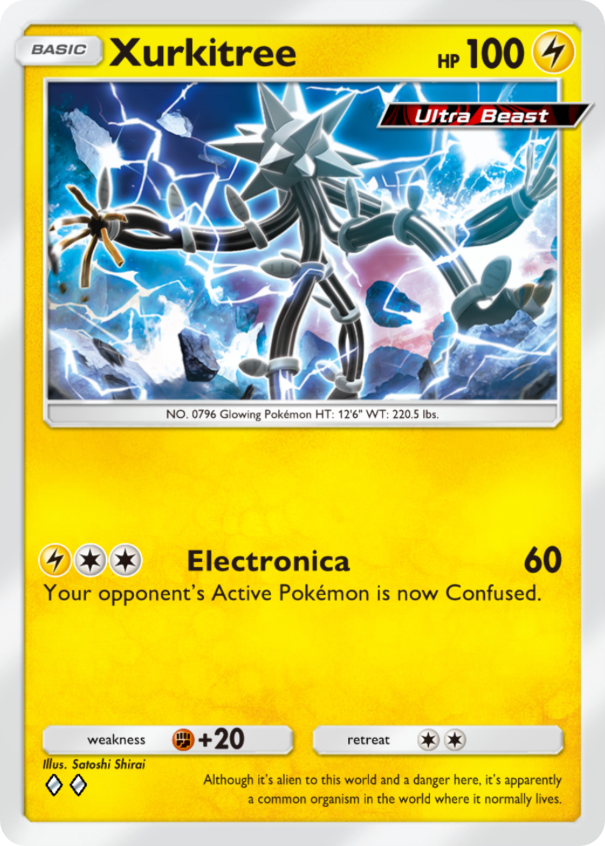 BASIC Xurkitree HP 100
Ultra Beast
NO. 0796 Glowing Pokémon HT: 12'6" WT: 220.5 lbs.
Electronica 60
Your opponent's Active Pokémon is now Confused.
weakness +20 retreat
Illus. Satoshi Shirai
Although it's alien to this world and a danger here, it's apparently
a common organism in the world where it normally lives.